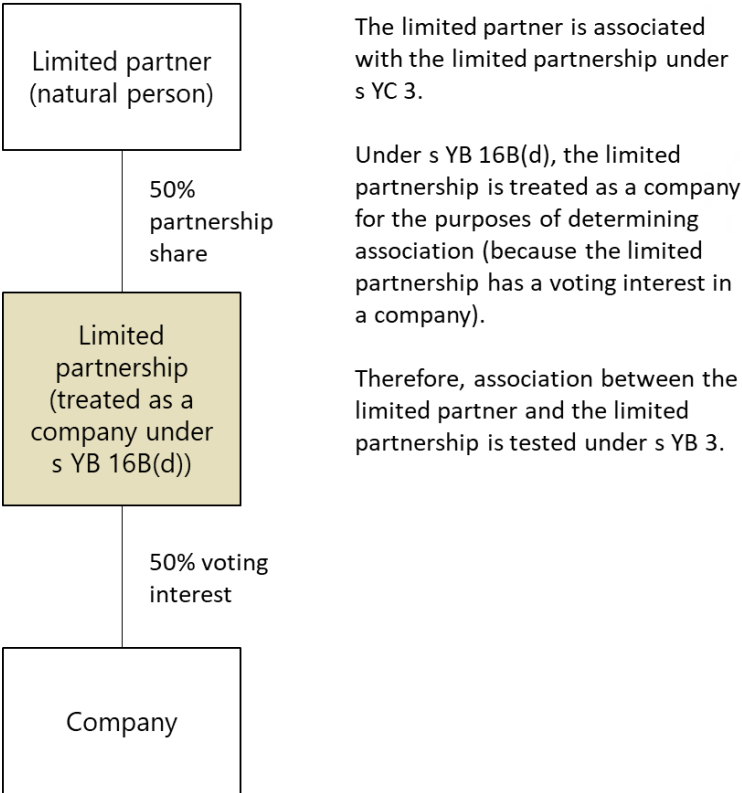 Limited partner
(natural person)
50%
partnership
share
Limited
partnership
(treated as a
company under
s YB 16B(d))
50% voting
interest
Company
The limited partner is associated
with the limited partnership under
s YC 3.
Under s YB 16B(d), the limited
partnership is treated as a company
for the purposes of determining
association (because the limited
partnership has a voting interest in
a company).
Therefore, association between the
limited partner and the limited
partnership is tested under s YB 3.